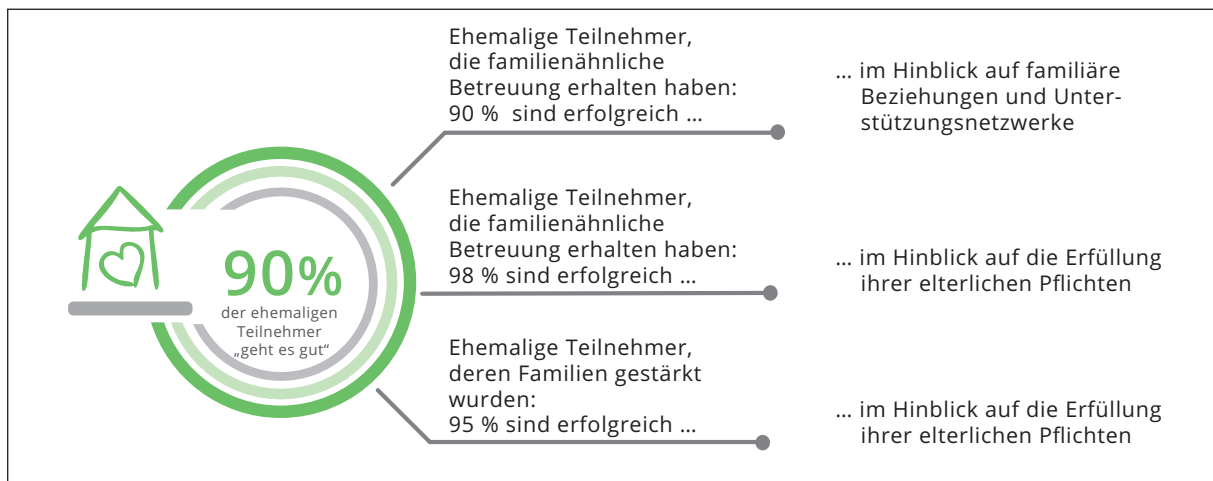 Ehemalige Teilnehmer,
die familienähnliche
Betreuung erhalten haben:
90 % sind erfolgreich ...
... im Hinblick auf familiäre
Beziehungen und Unter-
stützungsnetzwerke
90%
der ehemaligen
Teilnehmer
„geht es gut“
Ehemalige Teilnehmer,
die familienähnliche
Betreuung erhalten haben:
98 % sind erfolgreich ...
... im Hinblick auf die Erfüllung
ihrer elterlichen Pflichten
Ehemalige Teilnehmer,
deren Familien gestärkt
wurden:
95 % sind erfolgreich ...
... im Hinblick auf die Erfüllung
ihrer elterlichen Pflichten